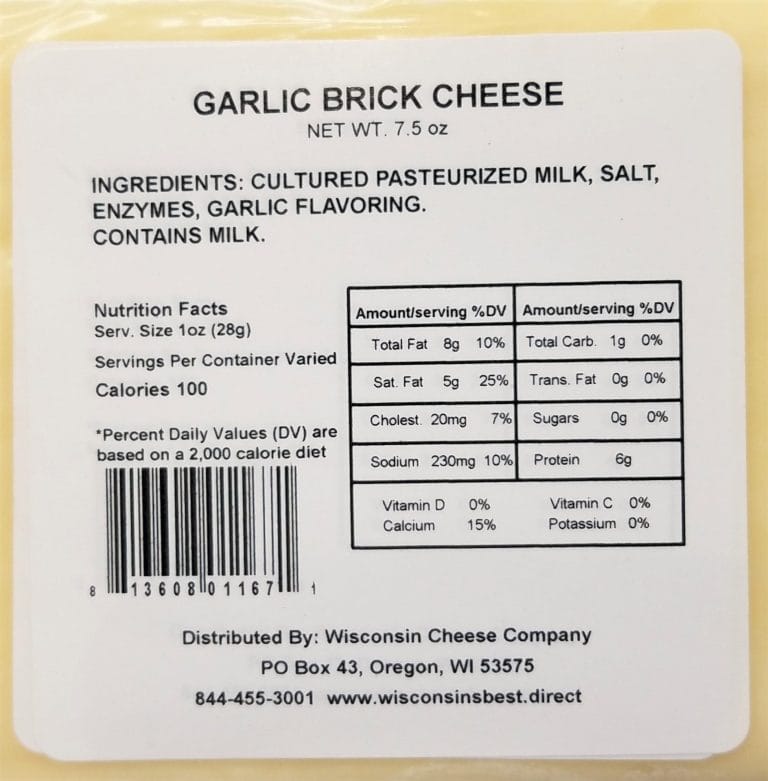 GARLIC BRICK CHEESE
NET WT. 7.5 oz
INGREDIENTS: CULTURED PASTEURIZED MILK, SALT,
ENZYMES, GARLIC FLAVORING.
CONTAINS MILK.
Nutrition Facts
Serv. Size 1oz (28g)
Servings Per Container Varied
Calories 100
*Percent Daily Values (DV) are
based on a 2,000 calorie diet
Amount/serving %DV Amount/serving %DV
Total Fat 8g 10% Total Carb. 1g 0%
Sat. Fat 5g 25% Trans. Fat 0g 0%
Cholest. 20mg 7% Sugars 0g 0%
Sodium 230mg 10% Protein 6g
Vitamin D 0% Vitamin C 0%
Calcium 15% Potassium 0%
8 13608 01167 1
Distributed By: Wisconsin Cheese Company
PO Box 43, Oregon, WI 53575
844-455-3001 www.wisconsinsbest.direct